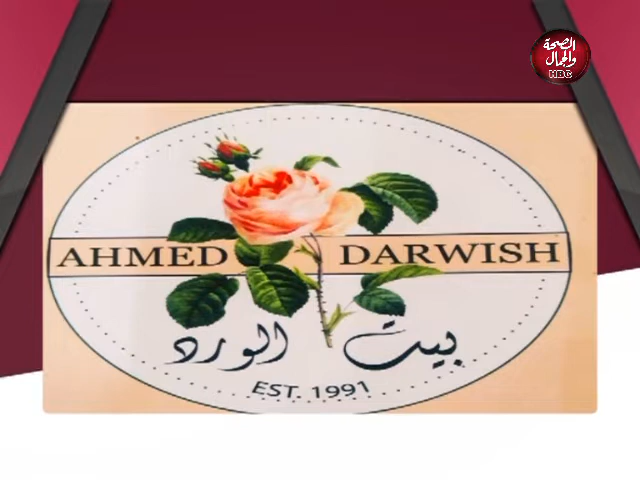 الصحة
والجمال
HBC
AHMED DARWISH
بيت الورد
EST. 1991